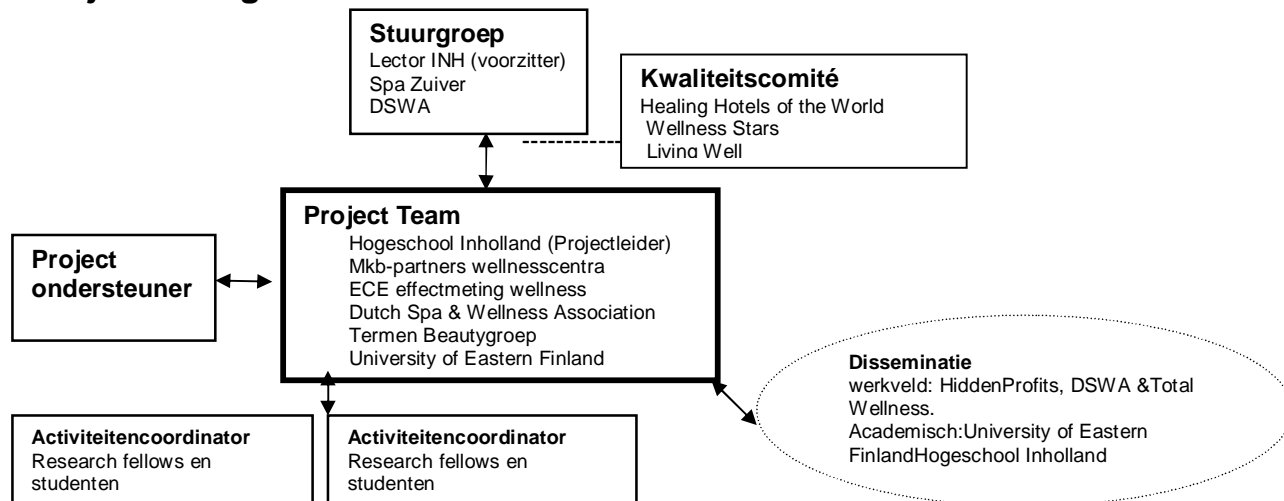 Stuurgroep
Lector INH (voorzitter)
Spa Zuiver
DSWA
Kwaliteitscomité
Healing Hotels of the World
Wellness Stars
Living Well
Project Team
Hogeschool Inholland (Projectleider)
Mkb-partners wellnesscentra
ECE effectmeting wellness
Dutch Spa & Wellness Association
Termen Beautygroep
University of Eastern Finland
Project
ondersteuner
Disseminatie
werkveld: HiddenProfits, DSWA &Total
Wellness.
Academisch:University of Eastern
FinlandHogeschool Inholland
Activiteitencoordinator
Research fellows en
studenten
Activiteitencoordinator
Research fellows en
studenten